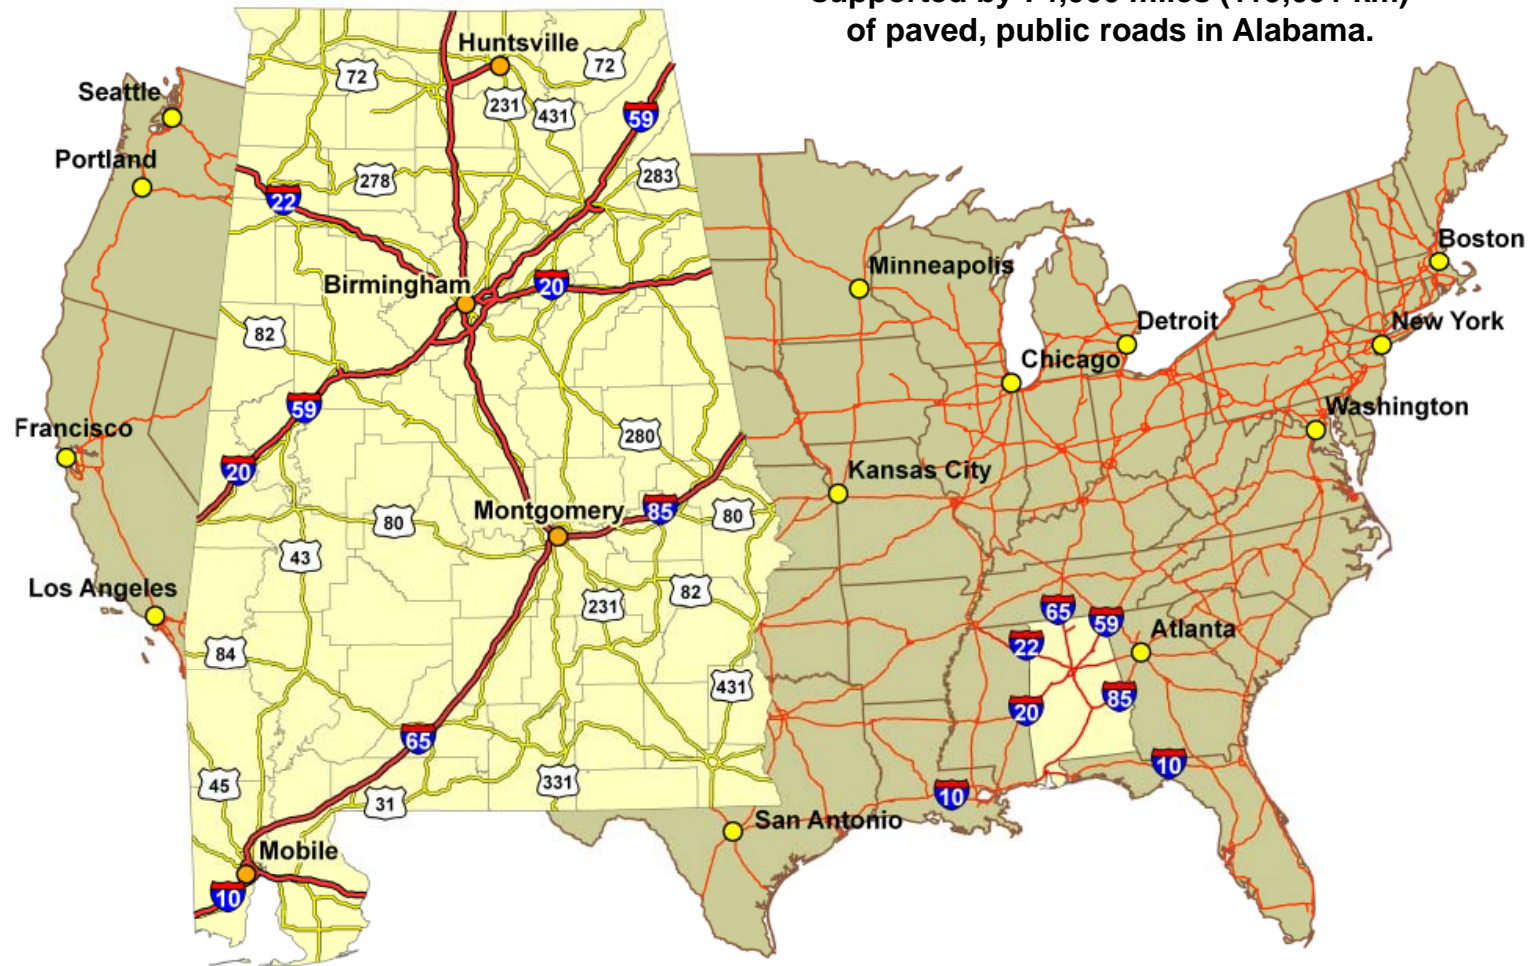 of paved, public roads in Alabama.
Huntsville
72
72
Seattle
231
431
59
Portland
278
283
22
Boston
Minneapolis
Birmingham
20
Detroit
New York
82
Chicago
59
Washington
Francisco
280
20
Kansas City
Montgomery
85
80
80
43
Los Angeles
82
231
65
59
Atlanta
22
84
431
85
20
65
10
45
331
10
31
San Antonio
Mobile
10